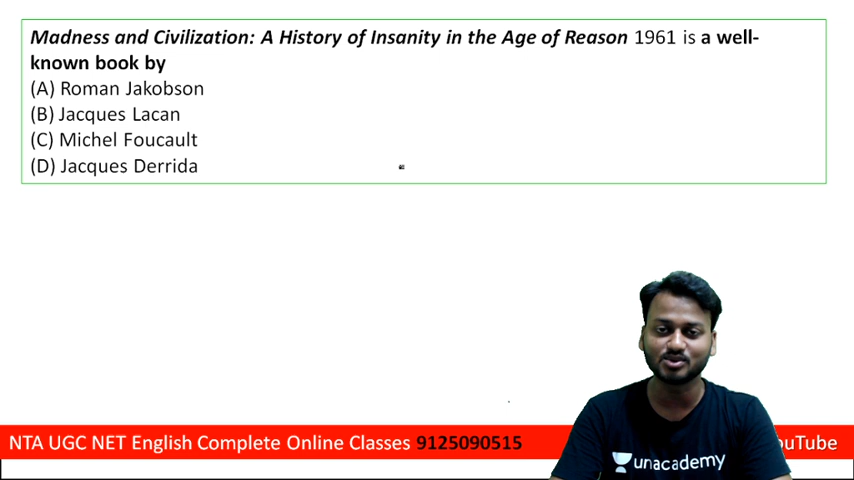 Madness and Civilization: A History of Insanity in the Age of Reason 1961 is a well-
known book by
(A) Roman Jakobson
(B) Jacques Lacan
(C) Michel Foucault
(D) Jacques Derrida
NTA UGC NET English Complete Online Classes 9125090515
ouTube
unacademy